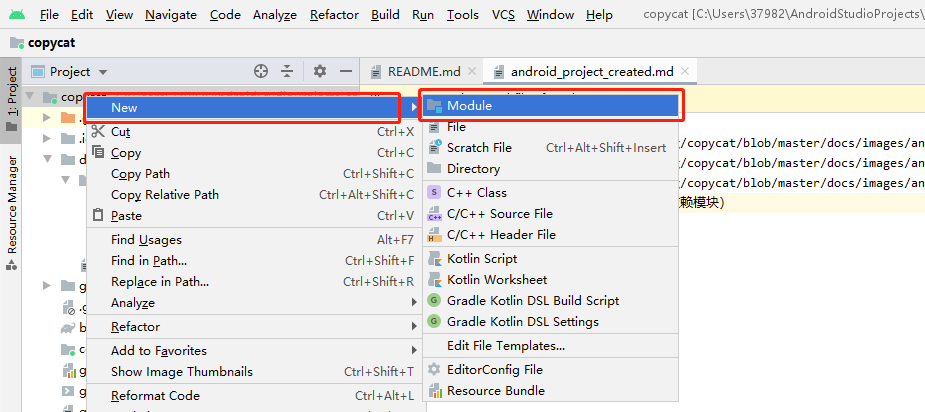 File Edit View Navigate Code Analyze Refactor Build Run Tools VCS Window Help copycat [C:\Users\37982\AndroidStudioProjects\
copycat
1: Project
Resource Manager
Project
README.md
android_project_created.md
New
Cut Ctrl+X
Copy Ctrl+C
Copy Path Ctrl+Shift+C
Copy Relative Path Ctrl+Alt+Shift+C
Paste Ctrl+V
Find Usages Alt+F7
Find in Path... Ctrl+Shift+F
Replace in Path... Ctrl+Shift+R
Analyze
Refactor
Add to Favorites
Show Image Thumbnails Ctrl+Shift+T
Reformat Code Ctrl+Alt+L
Module
File
Scratch File Ctrl+Alt+Shift+Insert
Directory
C++ Class
C/C++ Source File
C/C++ Header File
Kotlin Script
Kotlin Worksheet
Gradle Kotlin DSL Build Script
Gradle Kotlin DSL Settings
Edit File Templates...
EditorConfig File
Resource Bundle
/copycat/blob/master/docs/images/an
/copycat/blob/master/docs/images/an
/copycat/blob/master/docs/images/an
赖模块)